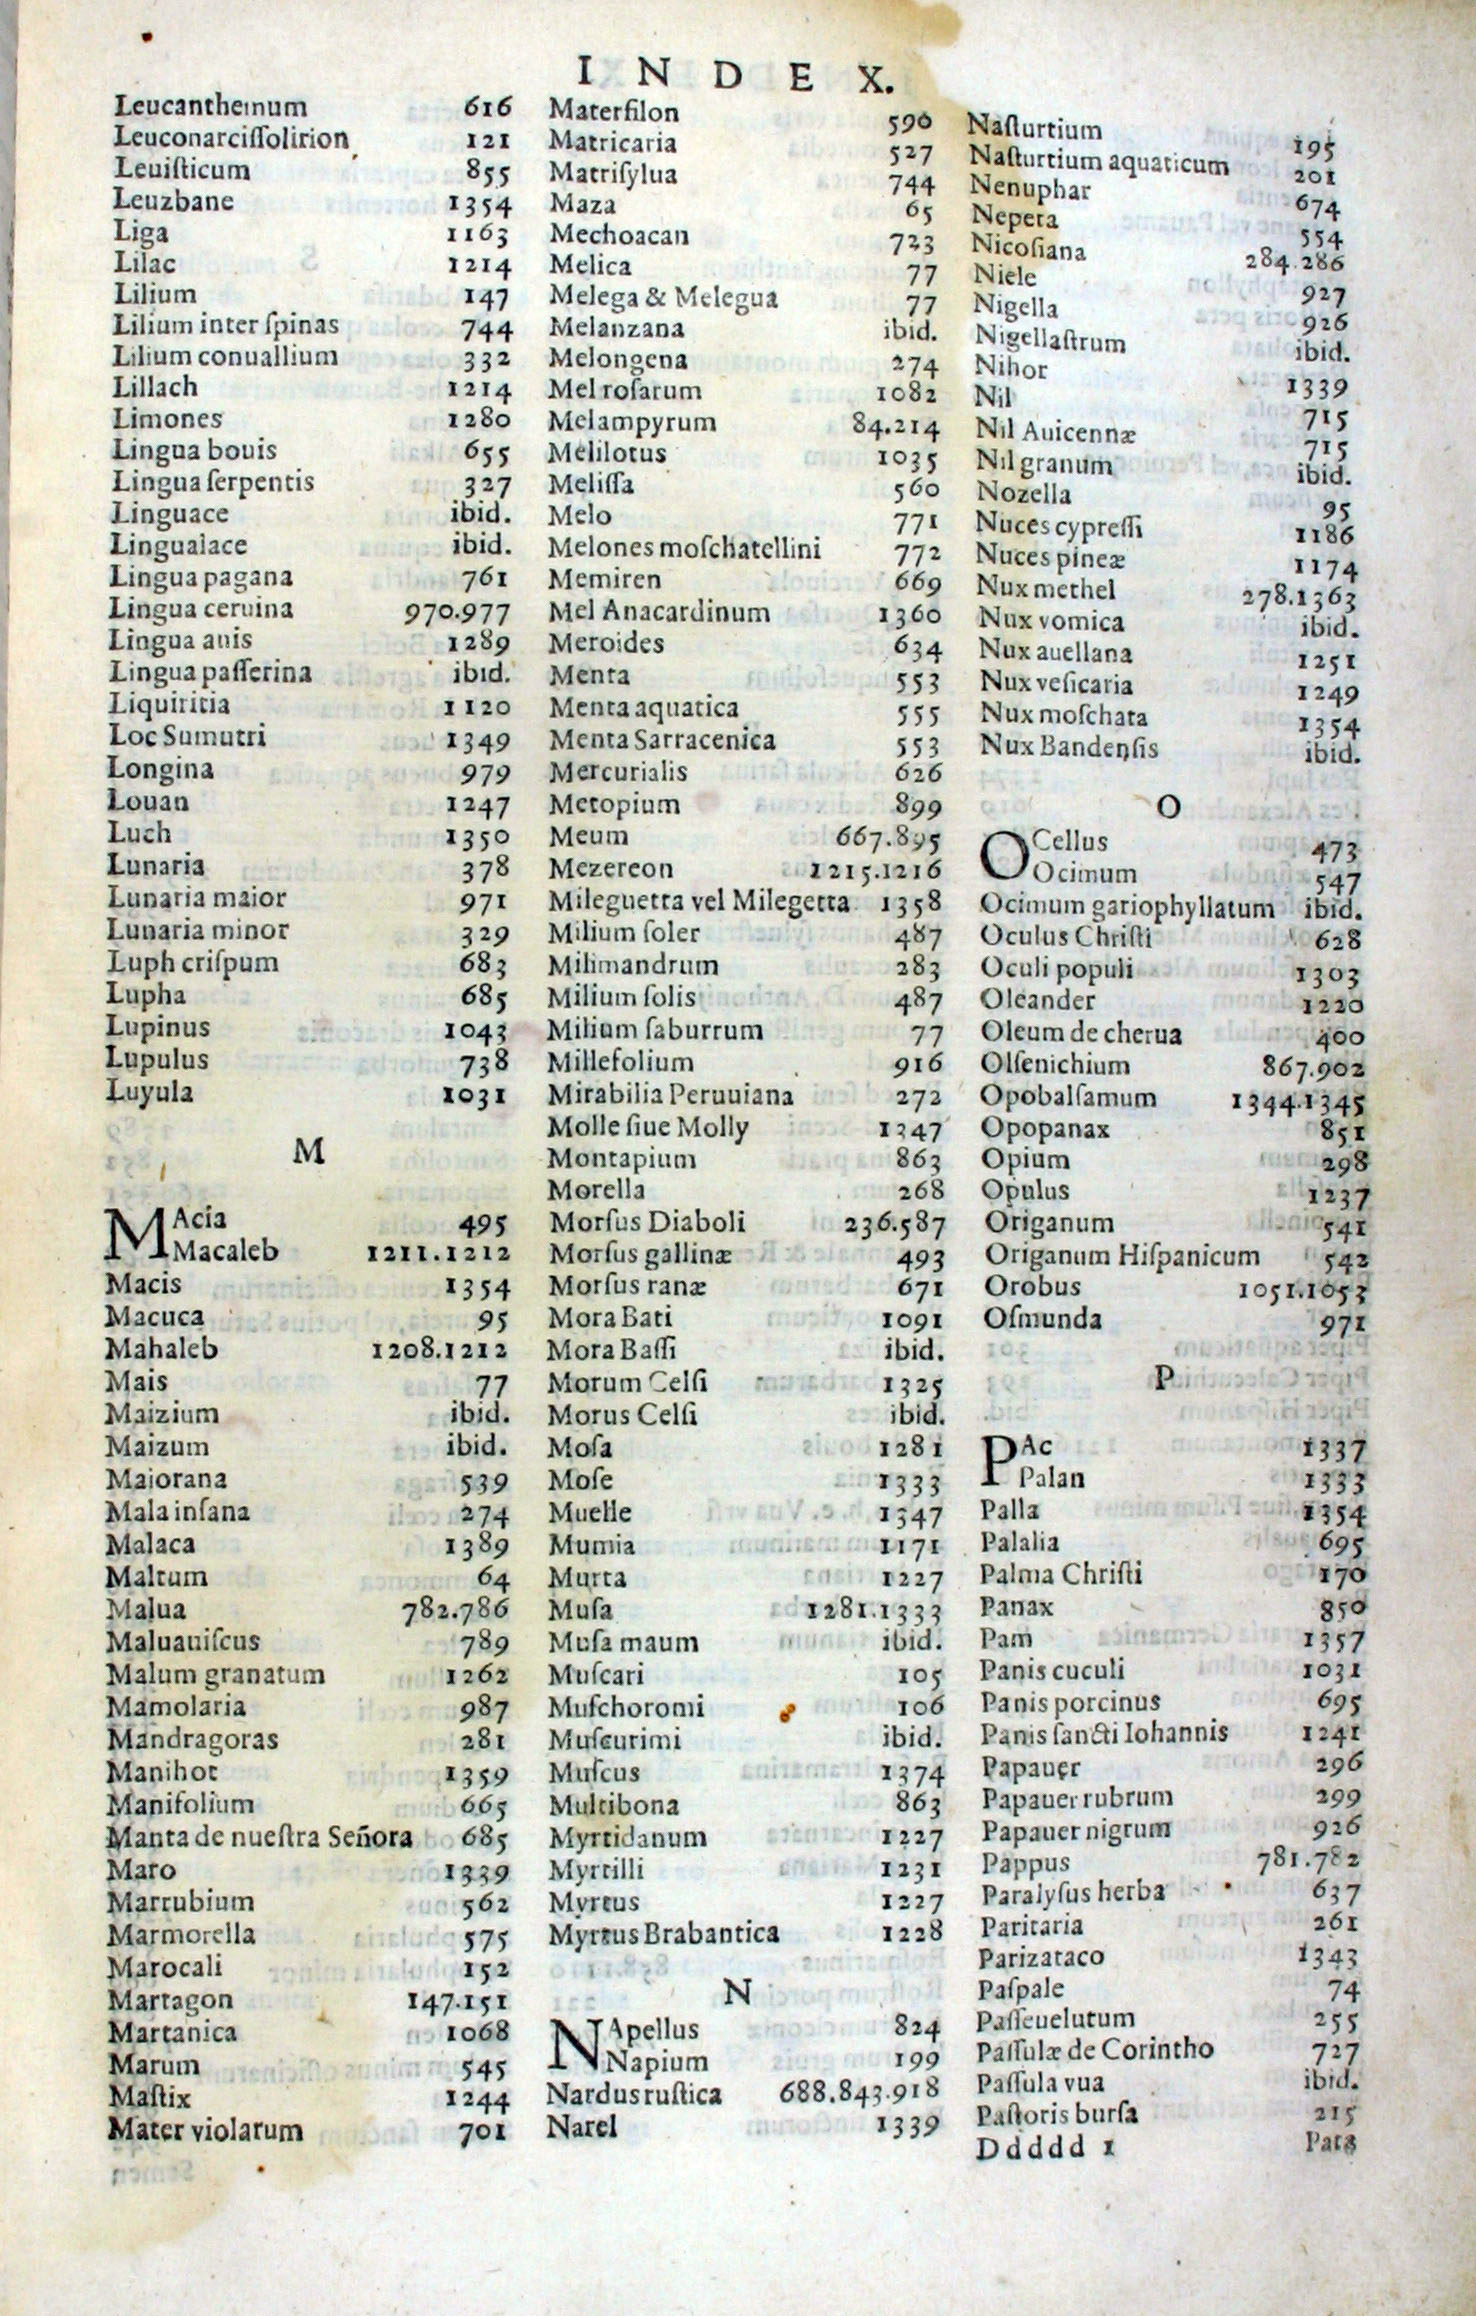 INDEX.
Leucanthemum 616
Leuconarciſſolirion 121
Leuiſticum 855
Leuzbane 1354
Liga 1163
Lilac 1214
Lilium 147
Lilium inter ſpinas 744
Lilium conuallium 332
Lillach 1214
Limones 1280
Lingua bouis 655
Lingua ſerpentis 327
Linguace ibid.
Lingualace ibid.
Lingua pagana 761
Lingua ceruina 970.977
Lingua auis 1289
Lingua paſſerina ibid.
Liquiritia 1120
Loc Sumutri 1349
Longina 979
Louan 1247
Luch 1350
Lunaria 378
Lunaria maior 971
Lunaria minor 329
Luph criſpum 683
Lupha 685
Lupinus 1043
Lupulus 738
Luyula 1031
M
MAcia 495
Macaleb 1211.1212
Macis 1354
Macuca 95
Mahaleb 1208.1212
Mais 77
Maizium ibid.
Maizum ibid.
Maiorana 539
Mala inſana 274
Malaca 1389
Maltum 64
Malua 782.786
Maluauiſcus 789
Malum granatum 1262
Mamolaria 987
Mandragoras 281
Manihot 1359
Manifolium 665
Manta de nueſtra Señora 685
Maro 1339
Marrubium 562
Marmorella 575
Marocali 152
Martagon 147.151
Martanica 1068
Marum 545
Maſtix 1244
Mater violarum 701
Materfilon 590
Matricaria 527
Matriſylua 744
Maza 65
Mechoacan 723
Melica 77
Melega & Melegua 77
Melanzana ibid.
Melongena 274
Mel roſarum 1082
Melampyrum 84.214
Melilotus 1035
Meliſſa 560
Melo 771
Melones moſchatellini 772
Memiren 669
Mel Anacardinum 1360
Meroides 634
Menta 553
Menta aquatica 555
Menta Sarracenica 553
Mercurialis 626
Metopium 899
Meum 667.895
Mezereon 1215.1216
Mileguetta vel Milegetta 1358
Milium ſoler 487
Milimandrum 283
Milium ſolis 487
Milium ſaburrum 77
Millefolium 916
Mirabilia Peruuiana 272
Molle ſiue Molly 1347
Montapium 863
Morella 268
Morſus Diaboli 236.587
Morſus gallinæ 493
Morſus ranæ 671
Mora Bati 1091
Mora Baſſi ibid.
Morum Celſi 1325
Morus Celſi ibid.
Moſa 1281
Moſe 1333
Muelle 1347
Mumia 1171
Murta 1227
Muſa 1281.1333
Muſa maum ibid.
Muſcari 105
Muſchoromi 106
Muſcurimi ibid.
Muſcus 1374
Multibona 863
Myrtidanum 1227
Myrtilli 1231
Myrtus 1227
Myrtus Brabantica 1228
N
NApellus 824
Napium 199
Nardus ruſtica 688.843.918
Narel 1339
Naſturtium 195
Naſturtium aquaticum 201
Nenuphar 674
Nepeta 554
Nicoſiana 284.286
Niele 927
Nigella 926
Nigellaſtrum ibid.
Nihor 1339
Nil 715
Nil Auicennæ 715
Nil granum ibid.
Nozella 95
Nuces cypreſſi 1186
Nuces pineæ 1174
Nux methel 278.1363
Nux vomica ibid.
Nux auellana 1251
Nux veſicaria 1249
Nux moſchata 1354
Nux Bandenſis ibid.
O
OCellus 473
Ocimum 547
Ocimum gariophyllatum ibid.
Oculus Chriſti 628
Oculi populi 1303
Oleander 1220
Oleum de cherua 400
Olſenichium 867.902
Opobalſamum 1344.1345
Opopanax 851
Opium 298
Opulus 1237
Origanum 541
Origanum Hiſpanicum 542
Orobus 1051.1053
Oſmunda 971
P
PAc 1337
Palan 1333
Palla 1354
Palalia 695
Palma Chriſti 170
Panax 850
Pam 1357
Panis cuculi 1031
Panis porcinus 695
Panis ſancti Iohannis 1241
Papauer 296
Papauer rubrum 299
Papauer nigrum 926
Pappus 781.782
Paralyſus herba 637
Paritaria 261
Parizataco 1343
Paſpale 74
Paſſeuelutum 255
Paſſulæ de Corintho 727
Paſſula vua ibid.
Paſtoris burſa 215
Ddddd 1